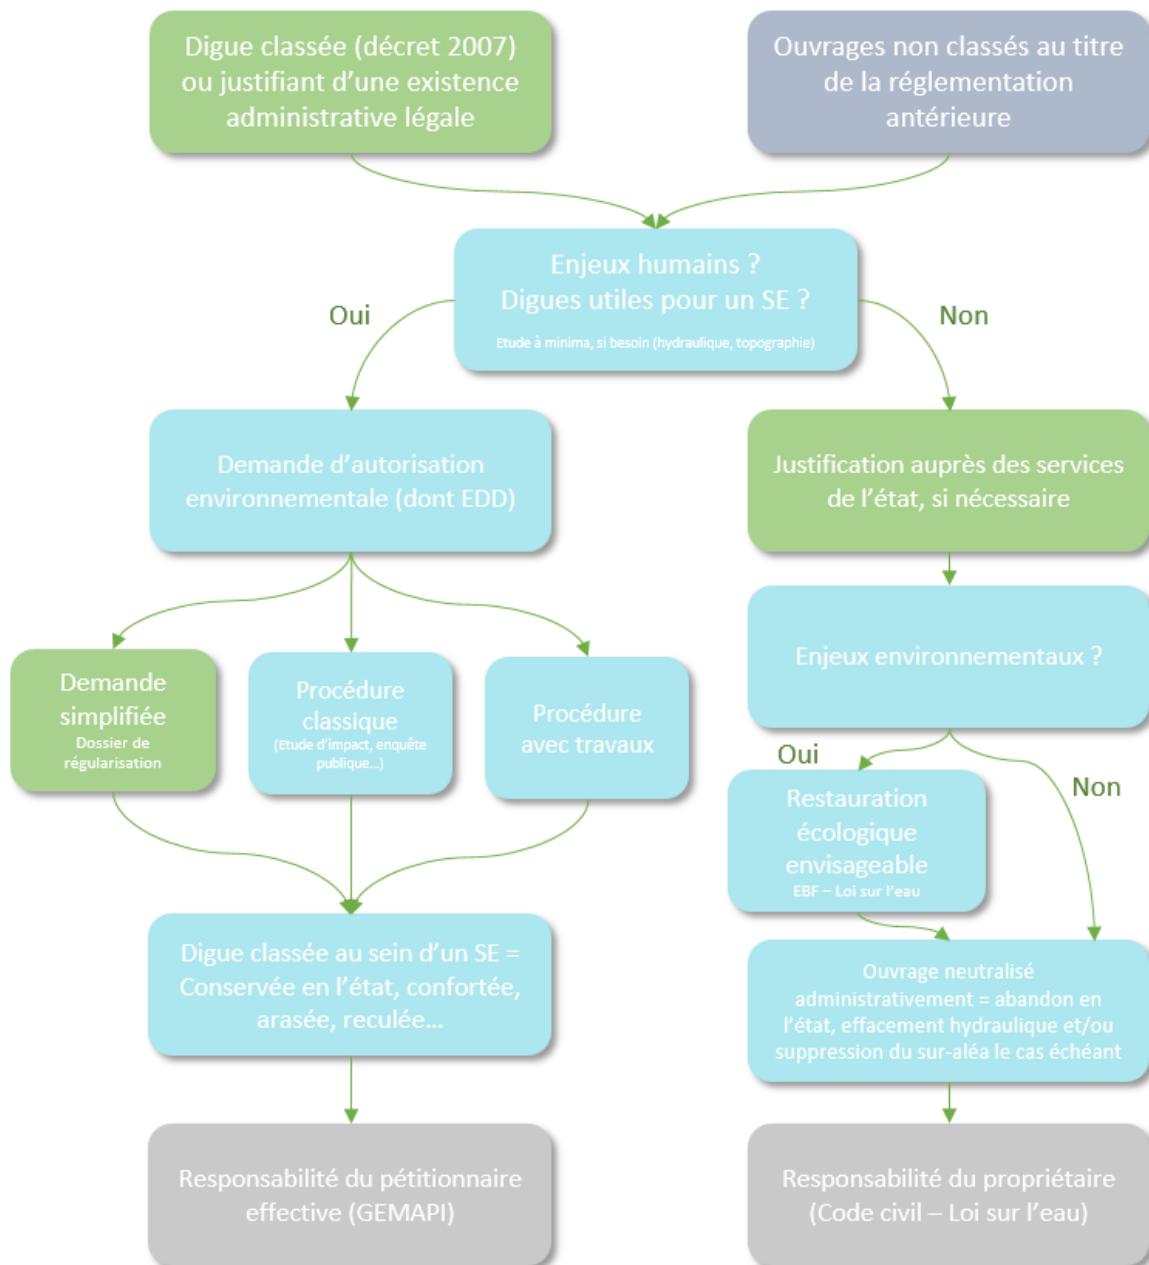 Digue classée (décret 2007)
ou justifiant d'une existence
administrative légale
Ouvrages non classés au titre
de la réglementation
antérieure
Enjeux humains ?
Digues utiles pour un SE ?
Etude à minima, si besoin (hydraulique, topographie)
Oui
Non
Demande d'autorisation
environnementale (dont EDD)
Justification auprès des services
de l'état, si nécessaire
Demande
simplifiée
Dossier de
régularisation
Procédure
classique
(Etude d'impact, enquête
publique...)
Procédure
avec travaux
Enjeux environnementaux ?
Oui
Non
Restauration
écologique
envisageable
EBF – Loi sur l'eau
Digue classée au sein d'un SE =
Conservée en l'état, confortée,
arasée, reculée...
Ouvrage neutralisé
administrativement = abandon en
l'état, effacement hydraulique et/ou
suppression du sur-aléa le cas échéant
Responsabilité du pétitionnaire
effective (GEMAPI)
Responsabilité du propriétaire
(Code civil – Loi sur l'eau)